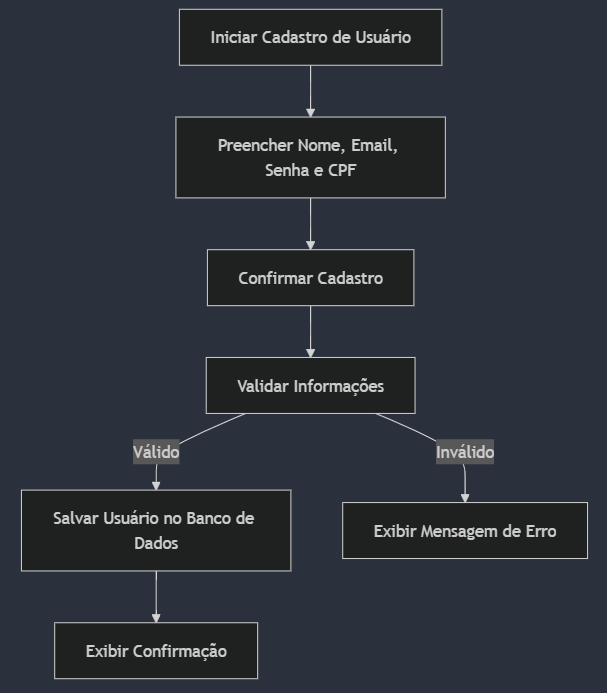 Iniciar Cadastro de Usuário
Preencher Nome, Email,
Senha e CPF
Confirmar Cadastro
Validar Informações
Válido
Inválido
Salvar Usuário no Banco de
Dados
Exibir Mensagem de Erro
Exibir Confirmação